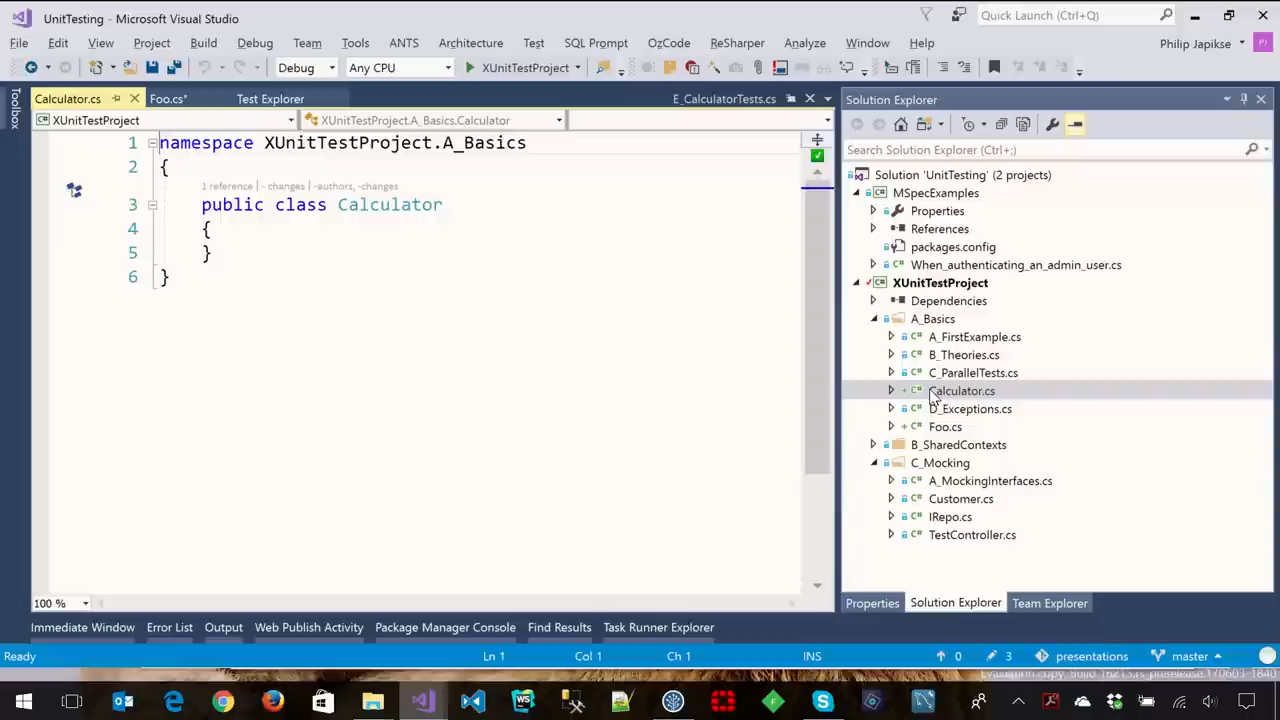 UnitTesting - Microsoft Visual Studio
Quick Launch (Ctrl+Q)
File Edit View Project Build Debug Team Tools ANTS Architecture Test SQL Prompt OzCode ReSharper Analyze Window Help
Philip Japikse PJ
Debug Any CPU XUnitTestProject
Toolbox
Calculator.cs Foo.cs* Test Explorer E_CalculatorTests.cs
XUnitTestProject XUnitTestProject.A_Basics.Calculator
1 namespace XUnitTestProject.A_Basics
2 {
1 reference | - changes | -authors, -changes
3 public class Calculator
4 {
5 }
6 }
100 %
Solution Explorer
Search Solution Explorer (Ctrl+;)
Solution 'UnitTesting' (2 projects)
MSpecExamples
Properties
References
packages.config
When_authenticating_an_admin_user.cs
XUnitTestProject
Dependencies
A_Basics
A_FirstExample.cs
B_Theories.cs
C_ParallelTests.cs
Calculator.cs
D_Exceptions.cs
Foo.cs
B_SharedContexts
C_Mocking
A_MockingInterfaces.cs
Customer.cs
IRepo.cs
TestController.cs
Properties Solution Explorer Team Explorer
Immediate Window Error List Output Web Publish Activity Package Manager Console Find Results Task Runner Explorer
Ready Ln 1 Col 1 Ch 1 INS 0 3 presentations master